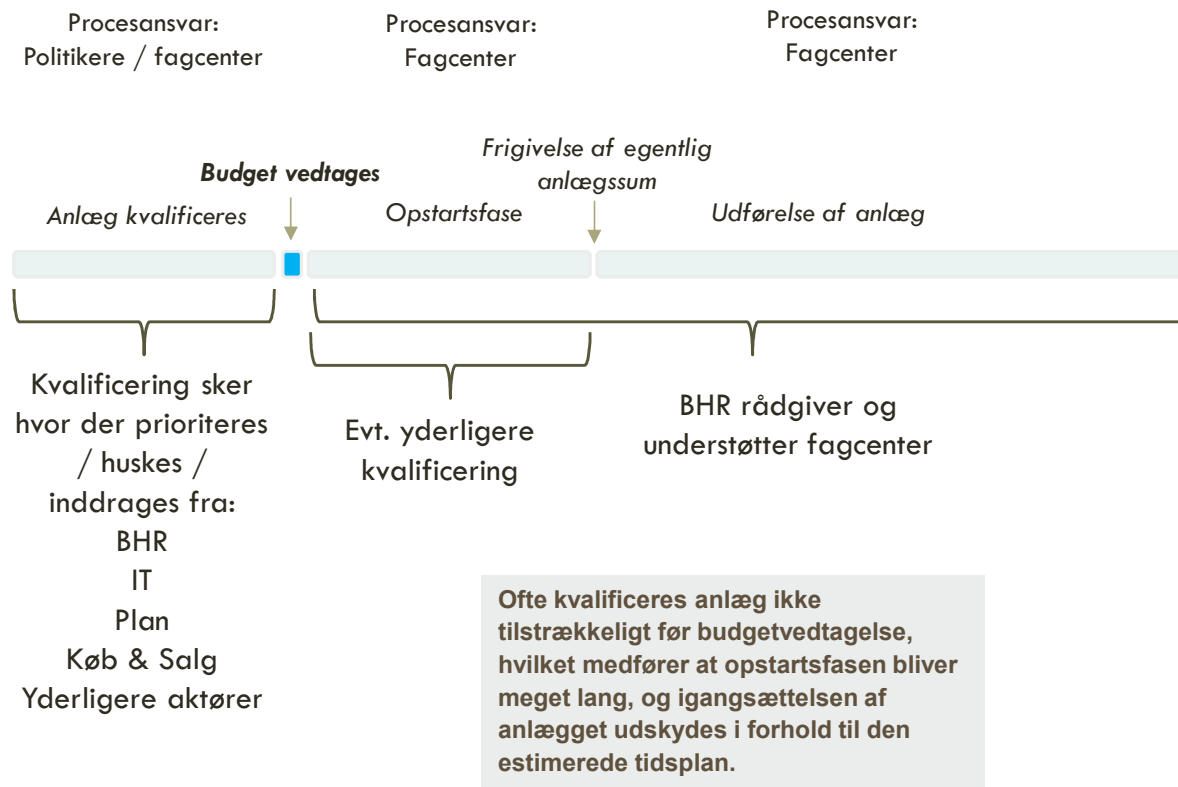 Procesansvar:
Politikere / fagcenter
Procesansvar:
Fagcenter
Procesansvar:
Fagcenter
Budget vedtages
Frigivelse af egentlig
anlægssum
Anlæg kvalificeres
Opstartsfase
Udførelse af anlæg
Kvalificering sker
hvor der prioriteres
/ huskes /
inddrages fra:
BHR
IT
Plan
Køb & Salg
Yderligere aktører
Evt. yderligere
kvalificering
BHR rådgiver og
understøtter fagcenter
Ofte kvalificeres anlæg ikke
tilstrækkeligt før budgetvedtagelse,
hvilket medfører at opstartsfasen bliver
meget lang, og igangsættelsen af
anlægget udskydes i forhold til den
estimerede tidsplan.